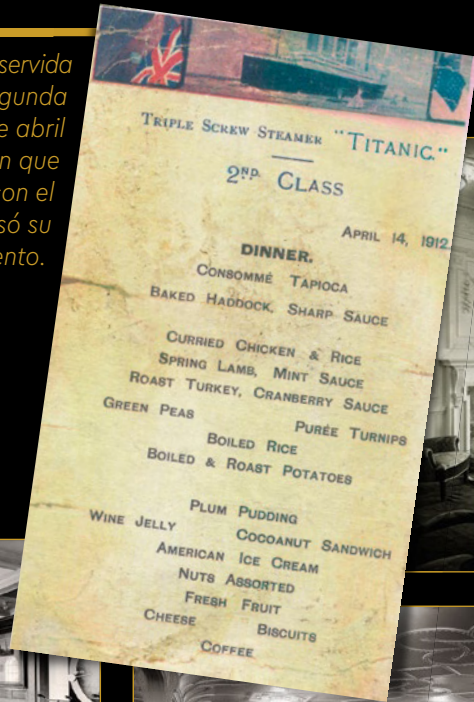 servida
gunda
e abril
n que
con el
só su
ento.
TRIPLE SCREW STEAMER "TITANIC."
2ND CLASS
APRIL 14, 1912.
DINNER.
CONSOMMÉ TAPIOCA
BAKED HADDOCK, SHARP SAUCE
CURRIED CHICKEN & RICE
SPRING LAMB, MINT SAUCE
ROAST TURKEY, CRANBERRY SAUCE
GREEN PEAS PURÉE TURNIPS
BOILED RICE
BOILED & ROAST POTATOES
PLUM PUDDING
WINE JELLY COCOANUT SANDWICH
AMERICAN ICE CREAM
NUTS ASSORTED
FRESH FRUIT
CHEESE BISCUITS
COFFEE